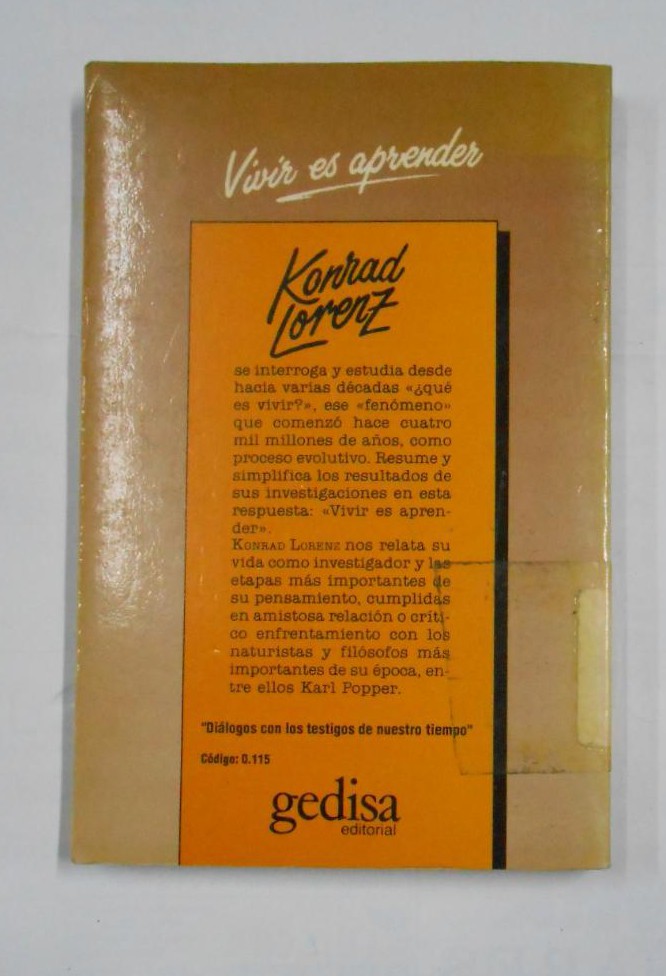 Vivir es aprender
Konrad
Lorenz
se interroga y estudia desde
hacia varias décadas «¿qué
es vivir?», ese «fenómeno»
que comenzó hace cuatro
mil millones de años, como
proceso evolutivo. Resume y
simplifica los resultados de
sus investigaciones en esta
respuesta: «Vivir es apren-
der».
KONRAD LORENZ nos relata su
vida como investigador y las
etapas más importantes de
su pensamiento, cumplidas
en amistosa relación o críti-
co enfrentamiento con los
naturistas y filósofos más
importantes de su época, en-
tre ellos Karl Popper.
"Diálogos con los testigos de nuestro tiempo"
Código: 0.115
gedisa
editorial